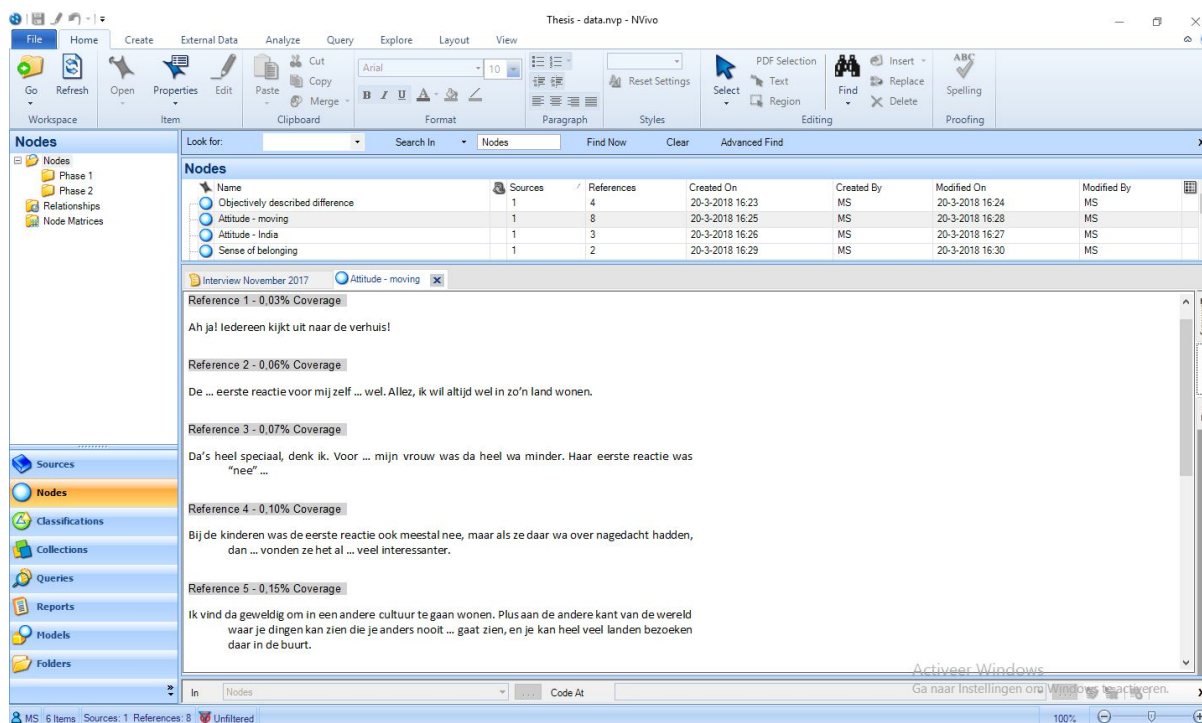 Thesis - data.nvp - NVivo
File Home Create External Data Analyze Query Explore Layout View
Go Refresh Open Properties Edit Paste Cut Copy Merge
Arial 10
B I U A
Reset Settings
Select PDF Selection Text Region Find Insert Replace Delete
ABC Spelling
Workspace Item Clipboard Format Paragraph Styles Editing Proofing
Nodes
Nodes
Phase 1
Phase 2
Relationships
Node Matrices
Look for: Search In Nodes Find Now Clear Advanced Find
Nodes
Name Sources References Created On Created By Modified On Modified By
Objectively described difference 1 4 20-3-2018 16:23 MS 20-3-2018 16:24 MS
Attitude - moving 1 8 20-3-2018 16:25 MS 20-3-2018 16:28 MS
Attitude - India 1 3 20-3-2018 16:26 MS 20-3-2018 16:27 MS
Sense of belonging 1 2 20-3-2018 16:29 MS 20-3-2018 16:30 MS
Interview November 2017 Attitude - moving
Reference 1 - 0,03% Coverage
Ah ja! Iedereen kijkt uit naar de verhuis!
Reference 2 - 0,06% Coverage
De ... eerste reactie voor mij zelf ... wel. Allez, ik wil altijd wel in zo’n land wonen.
Reference 3 - 0,07% Coverage
Da’s heel speciaal, denk ik. Voor ... mijn vrouw was da heel wa minder. Haar eerste reactie was
“nee” ...
Reference 4 - 0,10% Coverage
Bij de kinderen was de eerste reactie ook meestal nee, maar als ze daar wa over nagedacht hadden,
dan ... vonden ze het al ... veel interessanter.
Reference 5 - 0,15% Coverage
Ik vind da geweldig om in een andere cultuur te gaan wonen. Plus aan de andere kant van de wereld
waar je dingen kan zien die je anders nooit ... gaat zien, en je kan heel veel landen bezoeken
daar in de buurt.
Sources
Nodes
Classifications
Collections
Queries
Reports
Models
Folders
Activeer Windows
Ga naar Instellingen om Windows te activeren.
In Nodes ... Code At
MS 6 Items Sources: 1 References: 8 Unfiltered 100%